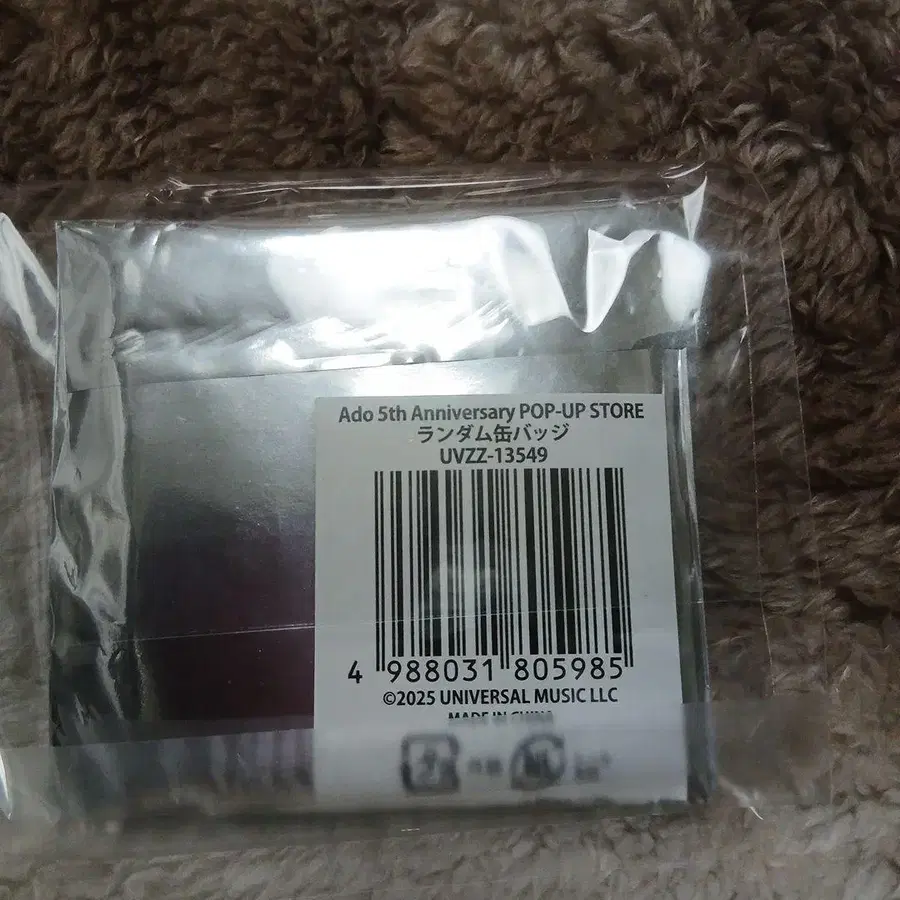 Ado 5th Anniversary POP-UP STORE
ランダム缶バッジ
UVZZ-13549
4 988031 805985
©2025 UNIVERSAL MUSIC LLC
MADE IN CHINA